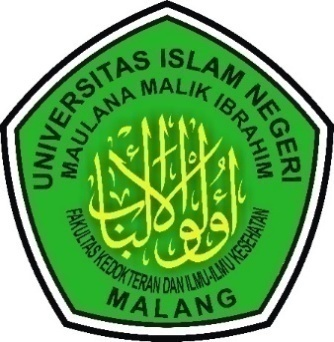 UNIVERSITAS ISLAM NEGERI
MAULANA MALIK IBRAHIM
أولو الألباب
FAKULTAS KEDOKTERAN DAN ILMU-ILMU KESEHATAN
MALANG